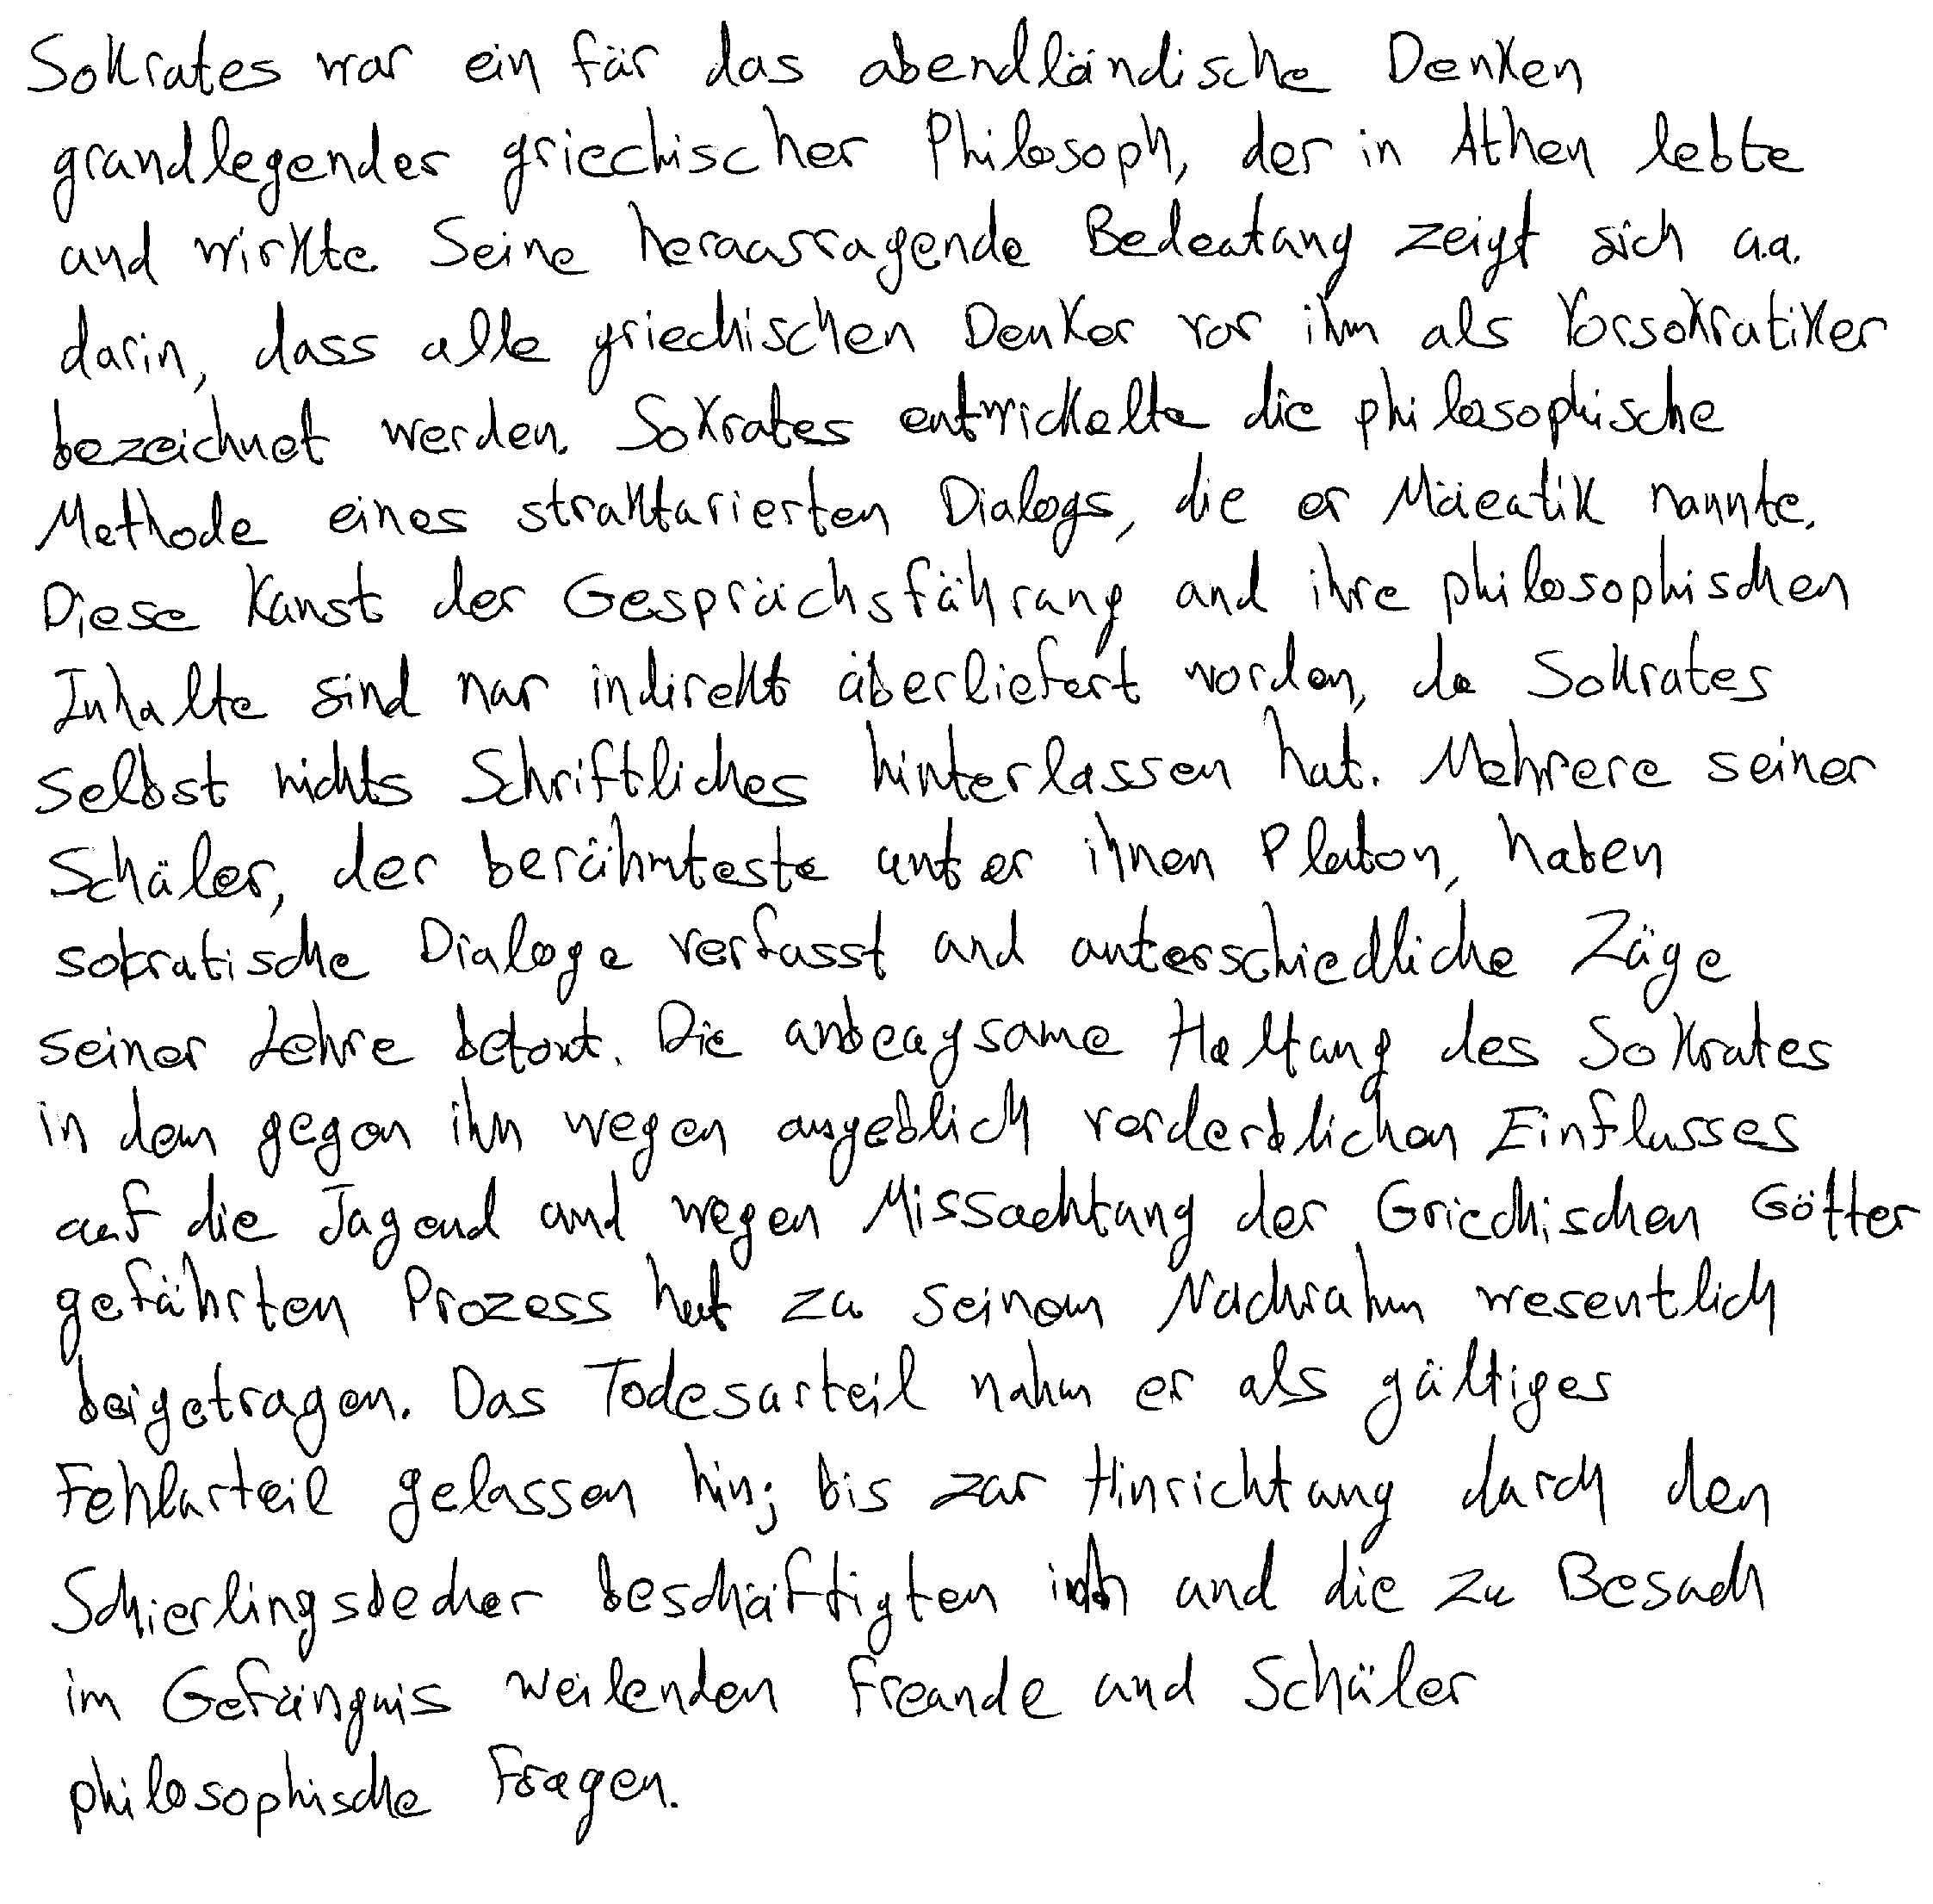 Sokrates war ein für das abendländische Denken
grundlegender griechischer Philosoph, der in Athen lebte
und wirkte. Seine herausragende Bedeutung zeigt sich u.a.
darin, dass alle griechischen Denker vor ihm als Vorsokratiker
bezeichnet werden. Sokrates entwickelte die philosophische
Methode eines strukturierten Dialogs, die er Mäeutik nannte.
Diese Kunst der Gesprächsführung und ihre philosophischen
Inhalte sind nur indirekt überliefert worden, da Sokrates
selbst nichts Schriftliches hinterlassen hat. Mehrere seiner
Schüler, der berühmteste unter ihnen Platon, haben
sokratische Dialoge verfasst und unterschiedliche Züge
seiner Lehre betont. Die unbeugsame Haltung des Sokrates
in dem gegen ihn wegen angeblich verderblichen Einflusses
auf die Jugend und wegen Missachtung der Griechischen Götter
geführten Prozess hat zu seinem Nachruhm wesentlich
beigetragen. Das Todesurteil nahm er als gültiges
Fehlurteil gelassen hin; bis zur Hinrichtung durch den
Schierlingsbecher beschäftigten ihn und die zu Besuch
im Gefängnis weilenden Freunde und Schüler
philosophische Fragen.